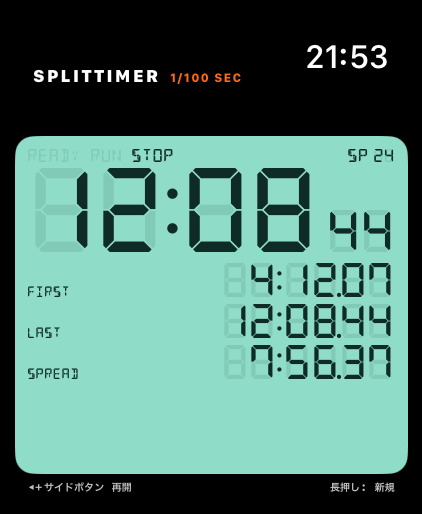 21:53
SPLITTIMER 1/100 SEC
READY RUN STOP SP 24
12:08 44
FIRST 4:12.07
LAST 12:08.44
SPREAD 7:56.37
◂+サイドボタン 再開 長押し: 新規